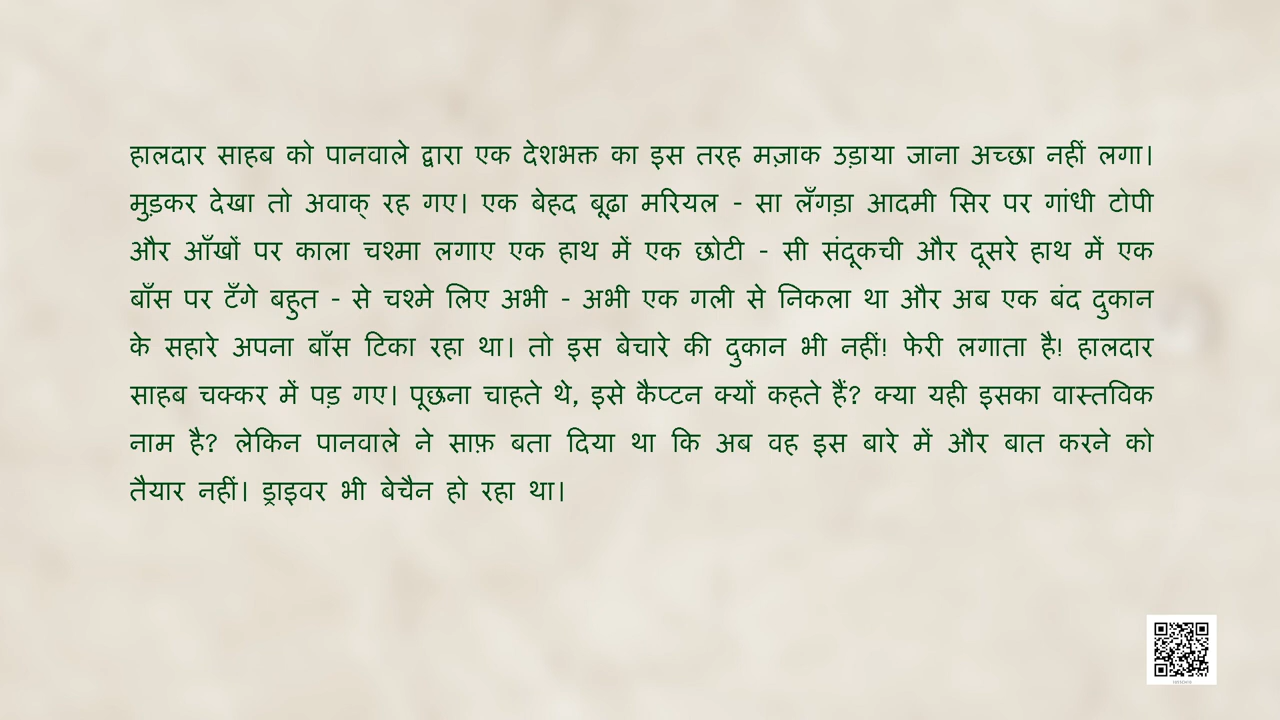 हालदार साहब को पानवाले द्वारा एक देशभक्त का इस तरह मज़ाक उड़ाया जाना अच्छा नहीं लगा।
मुड़कर देखा तो अवाक् रह गए। एक बेहद बूढ़ा मरियल - सा लँगड़ा आदमी सिर पर गांधी टोपी
और आँखों पर काला चश्मा लगाए एक हाथ में एक छोटी - सी संदूकची और दूसरे हाथ में एक
बाँस पर टँगे बहुत - से चश्मे लिए अभी - अभी एक गली से निकला था और अब एक बंद दुकान
के सहारे अपना बाँस टिका रहा था। तो इस बेचारे की दुकान भी नहीं! फेरी लगाता है! हालदार
साहब चक्कर में पड़ गए। पूछना चाहते थे, इसे कैप्टन क्यों कहते हैं? क्या यही इसका वास्तविक
नाम है? लेकिन पानवाले ने साफ़ बता दिया था कि अब वह इस बारे में और बात करने को
तैयार नहीं। ड्राइवर भी बेचैन हो रहा था।